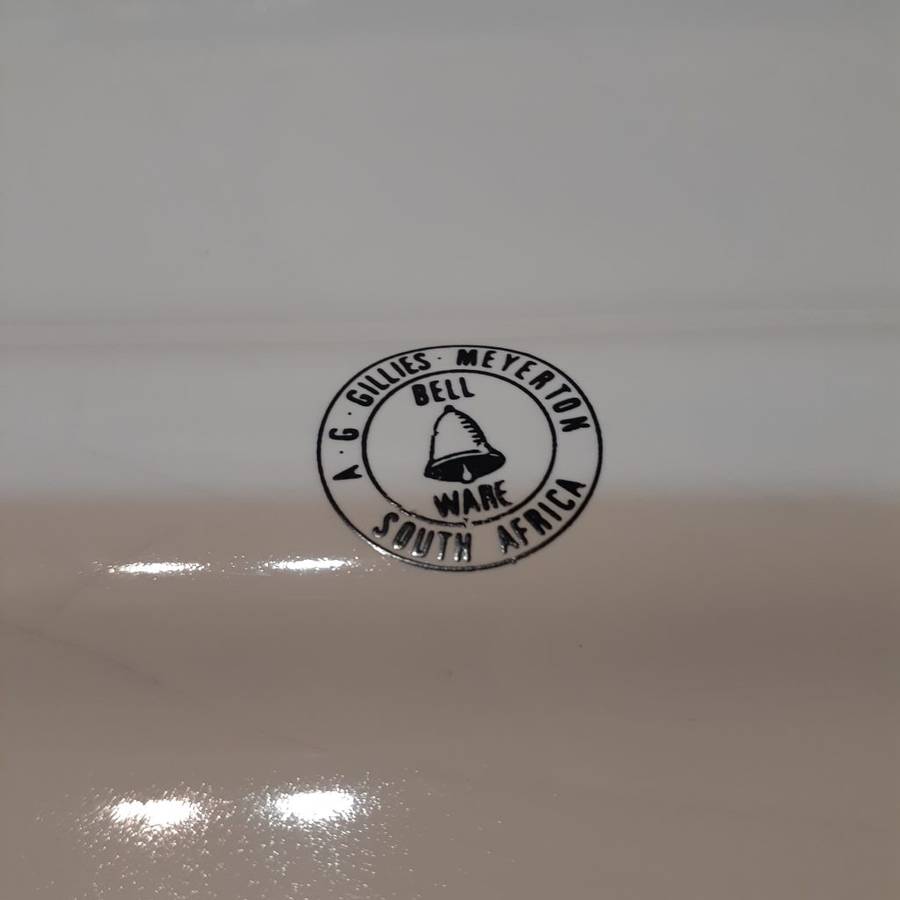 A · G · GILLIES · MEYERTON
BELL
WARE
SOUTH AFRICA